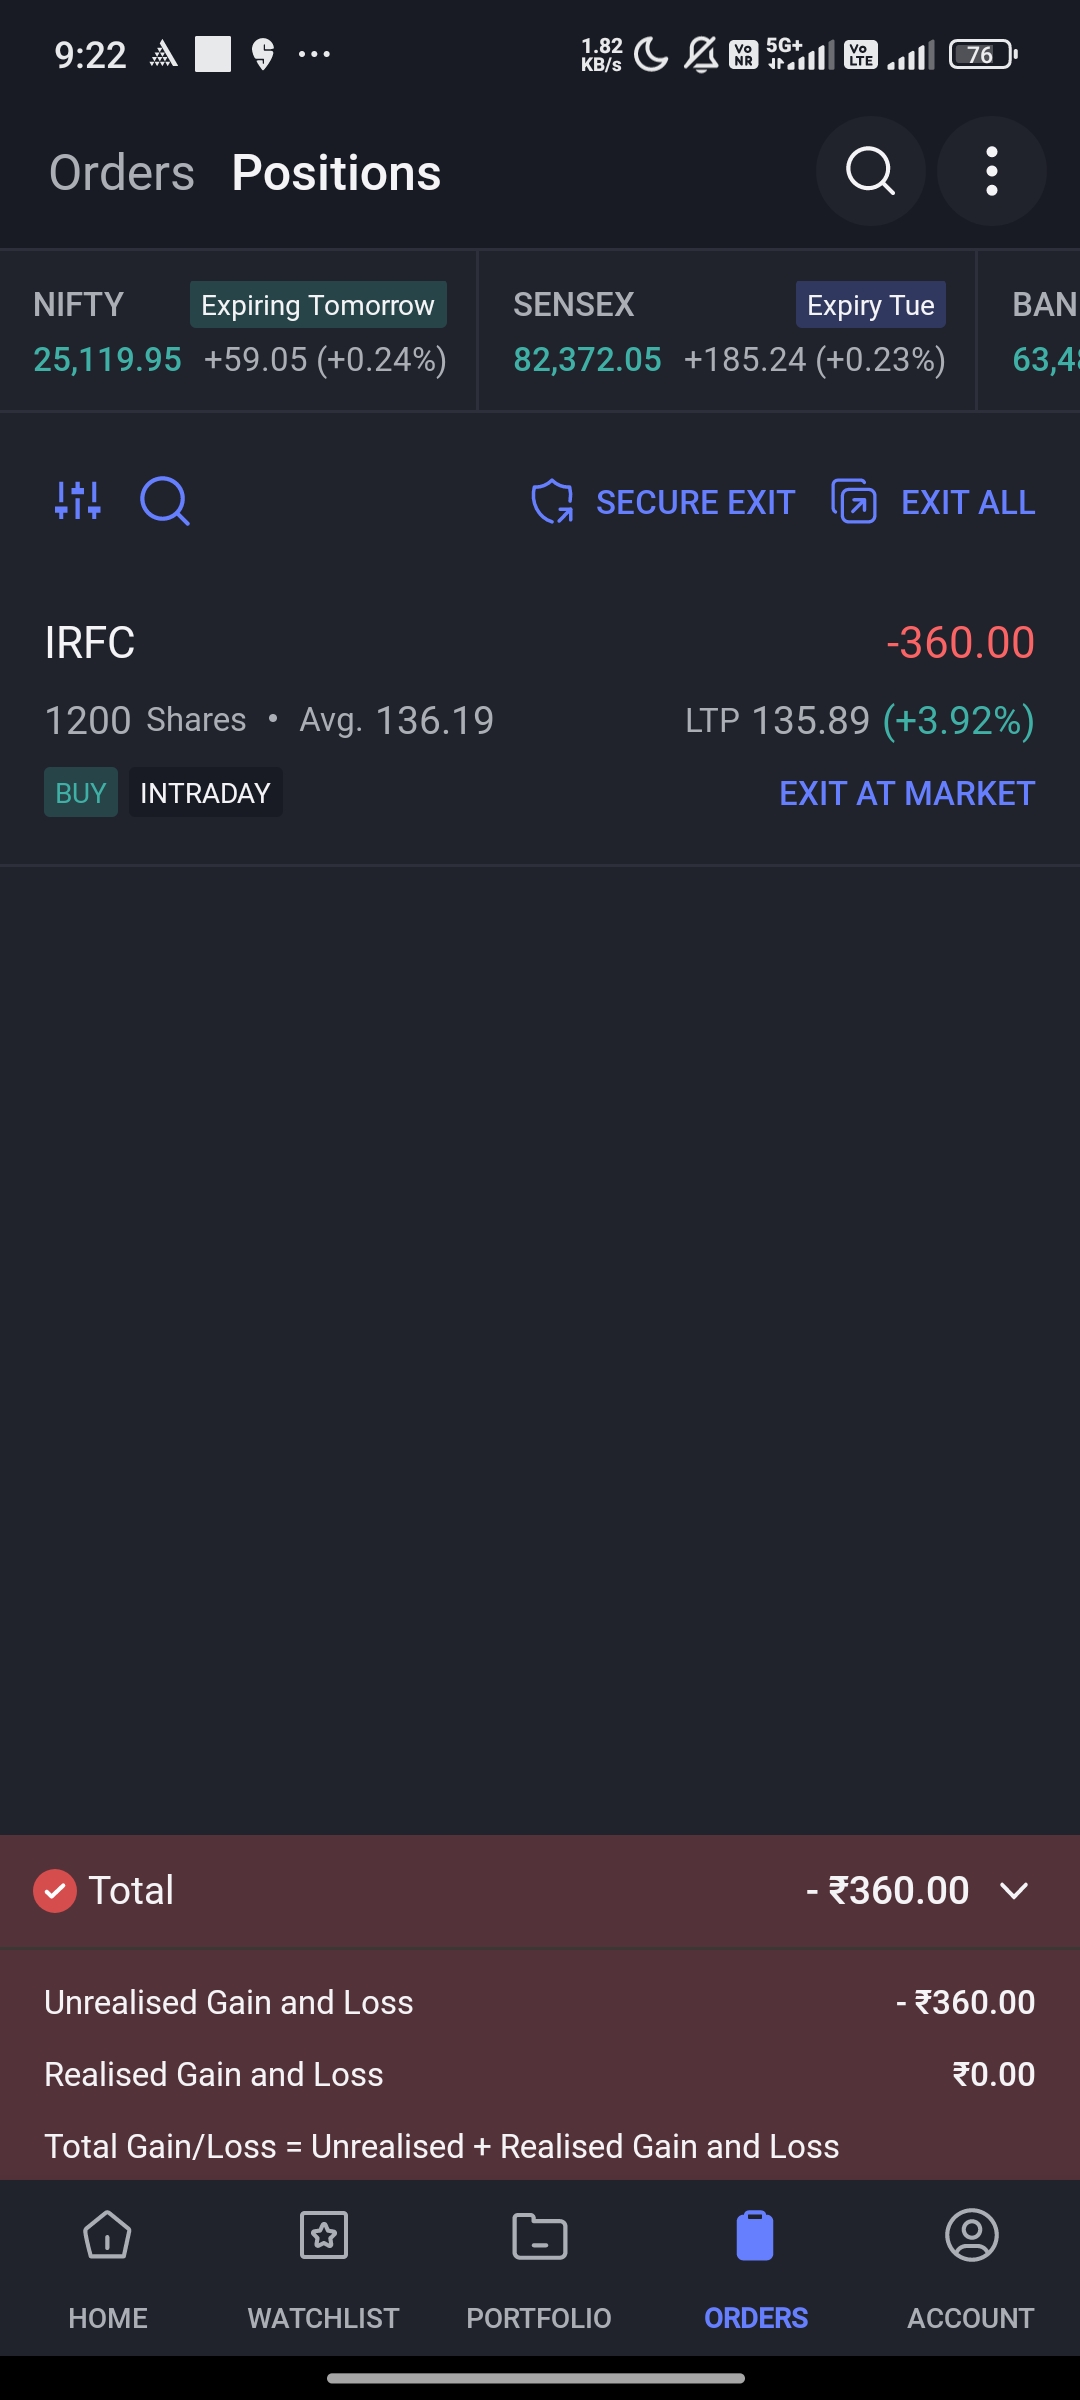 9:22 ... 1.82 KB/s Vo NR 5G+ Vo LTE 76
Orders Positions
NIFTY Expiring Tomorrow SENSEX Expiry Tue BAN
25,119.95 +59.05 (+0.24%) 82,372.05 +185.24 (+0.23%) 63,4
SECURE EXIT EXIT ALL
IRFC -360.00
1200 Shares • Avg. 136.19 LTP 135.89 (+3.92%)
BUY INTRADAY EXIT AT MARKET
Total - ₹360.00
Unrealised Gain and Loss - ₹360.00
Realised Gain and Loss ₹0.00
Total Gain/Loss = Unrealised + Realised Gain and Loss
HOME WATCHLIST PORTFOLIO ORDERS ACCOUNT